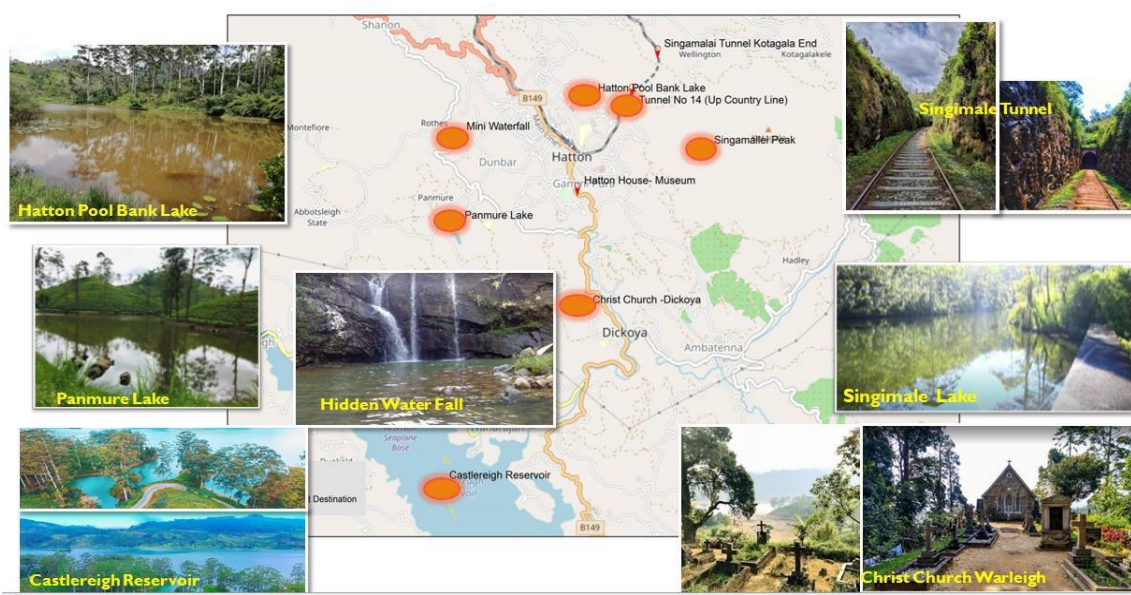 Shanon
Singamalai Tunnel Kotagala End
Wellington
Kotagalakele
Hatton Pool Bank Lake
Tunnel No 14 (Up Country Line)
B149
Singimale Tunnel
Montefiore
Rothes
Mini Waterfall
Main
Singamallei Peak
Dunbar
Hatton
Hatton House- Museum
Panmure
Hatton Pool Bank Lake
Abbotsleigh
State
Panmure Lake
Hadley
Christ Church -Dickoya
Dickoya
Ambatenna
Panmure Lake
Hidden Water Fall
Singimale Lake
Reservoir
Seaplane
Base
Castlereigh Reservoir
t Destination
B149
Castlereigh Reservoir
Christ Church Warleigh